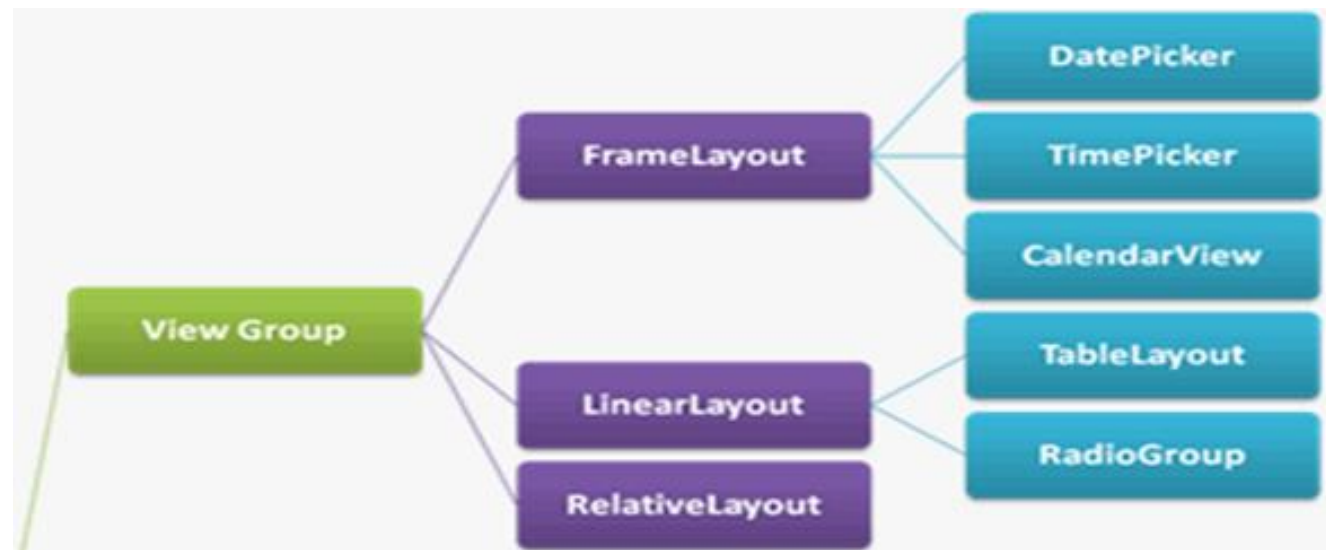 DatePicker
FrameLayout
TimePicker
CalendarView
View Group
TableLayout
LinearLayout
RadioGroup
RelativeLayout